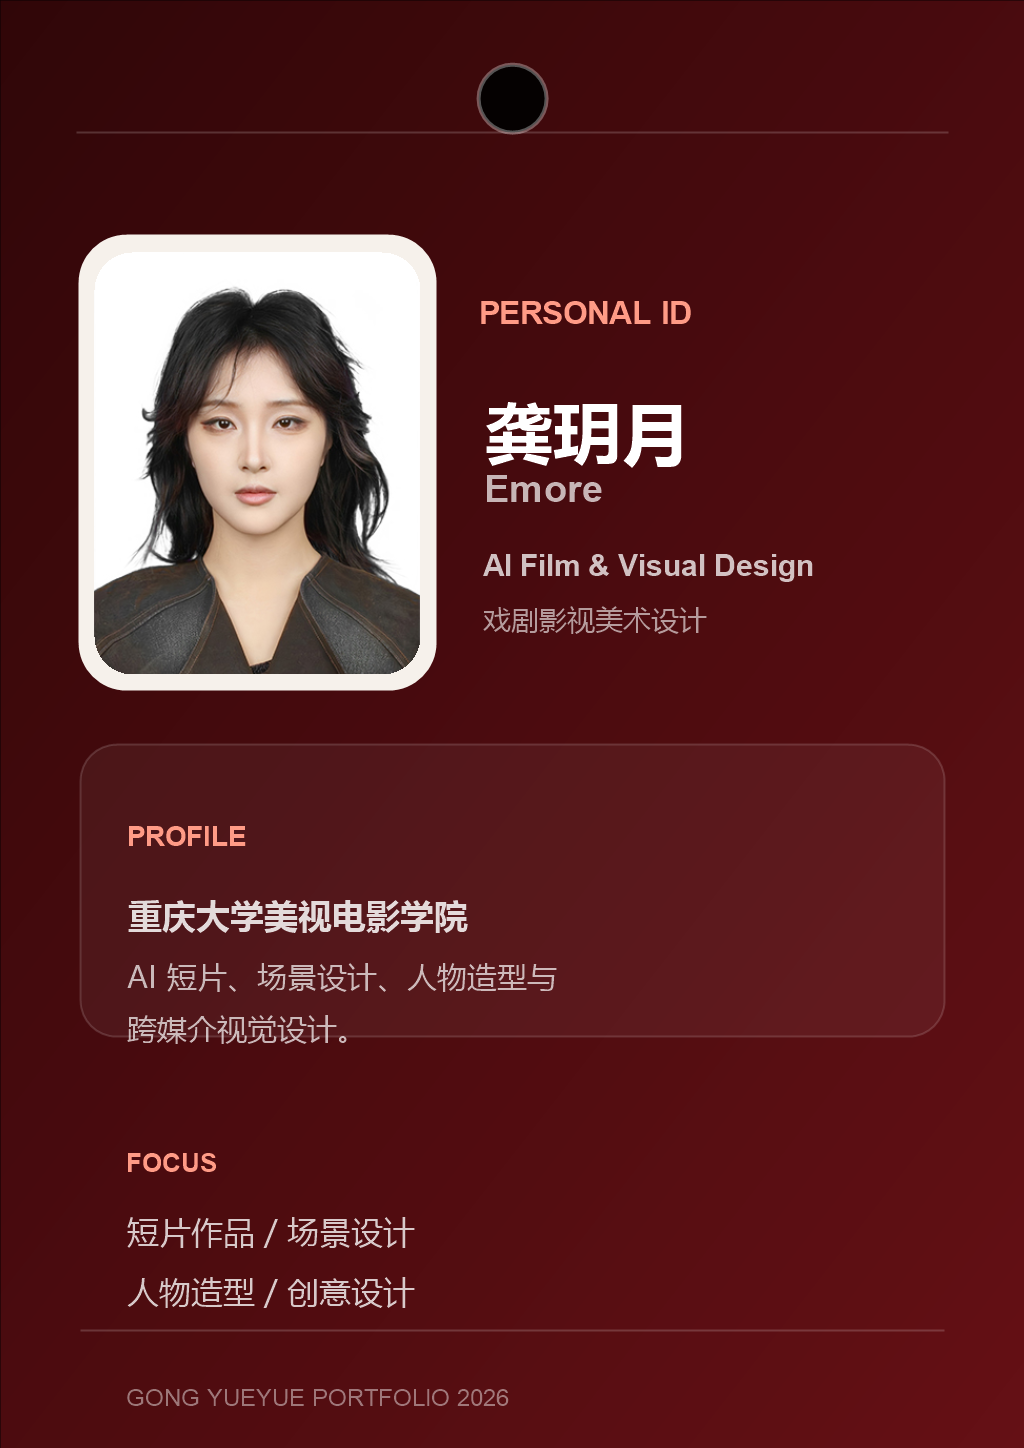 PERSONAL ID
龚玥月
Emore
AI Film & Visual Design
戏剧影视美术设计
PROFILE
重庆大学美视电影学院
AI 短片、场景设计、人物造型与
跨媒介视觉设计。
FOCUS
短片作品 / 场景设计
人物造型 / 创意设计
GONG YUEYUE PORTFOLIO 2026